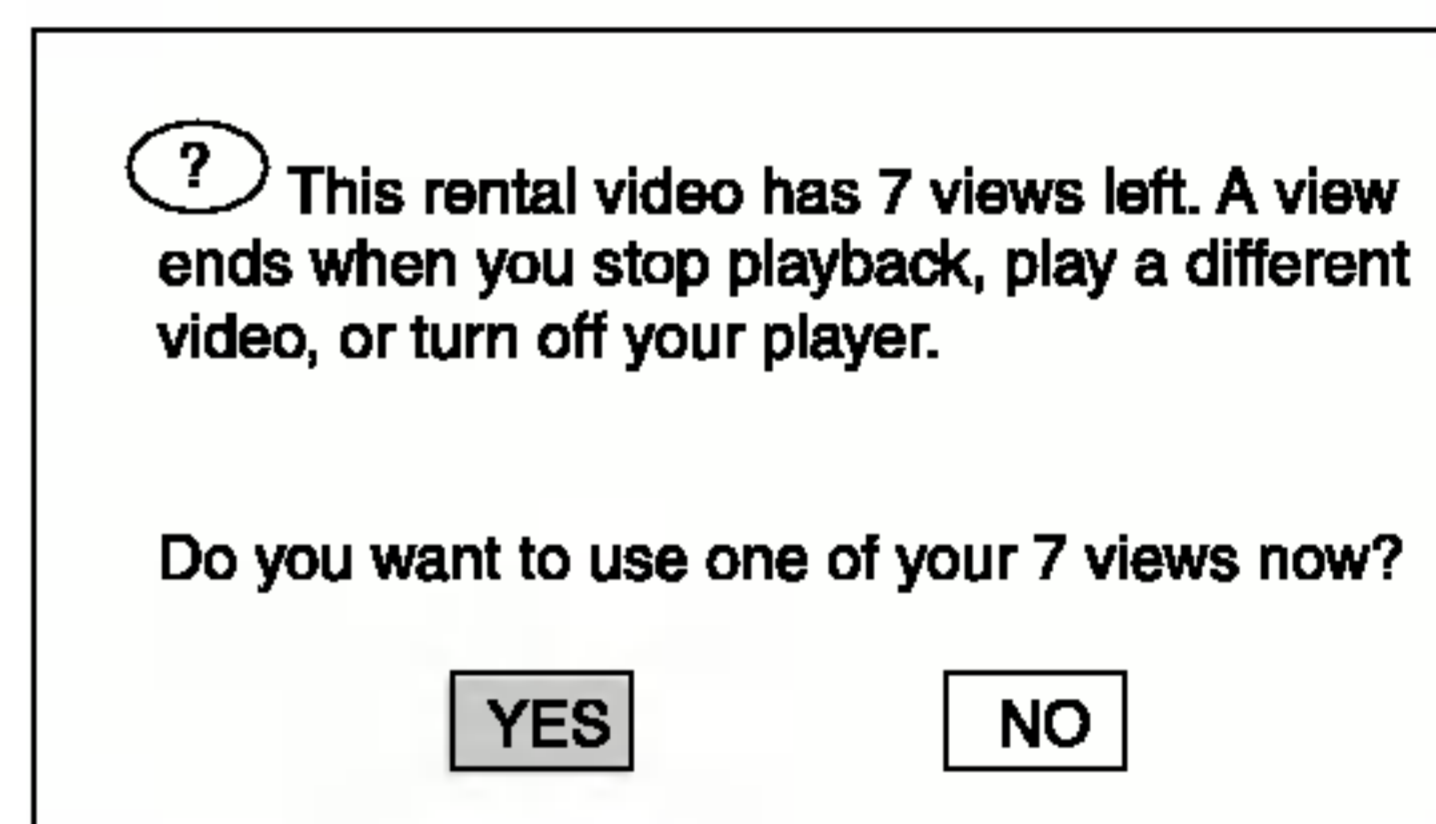 ? This rental video has 7 views left. A view
ends when you stop playback, play a different
video, or turn off your player.
Do you want to use one of your 7 views now?
YES NO